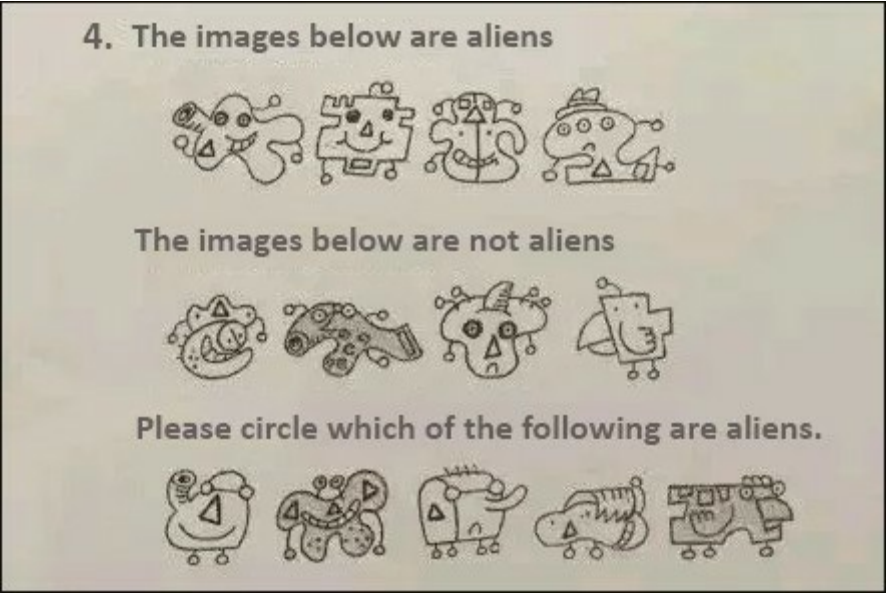 4. The images below are aliens
The images below are not aliens
Please circle which of the following are aliens.